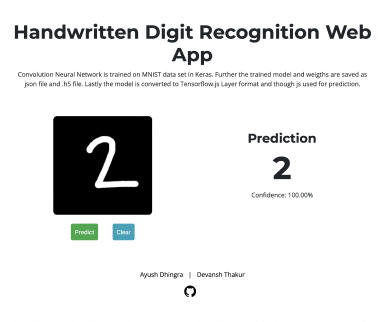 Handwritten Digit Recognition Web
App
Convolution Neural Network is trained on MNIST data set in Keras. Further the trained model and weigths are saved as
json file and .h5 file. Lastly the model is converted to Tensorflow.js Layer format and though js used for prediction.
2
Prediction
2
Confidence: 100.00%
Predict Clear
Ayush Dhingra | Devansh Thakur